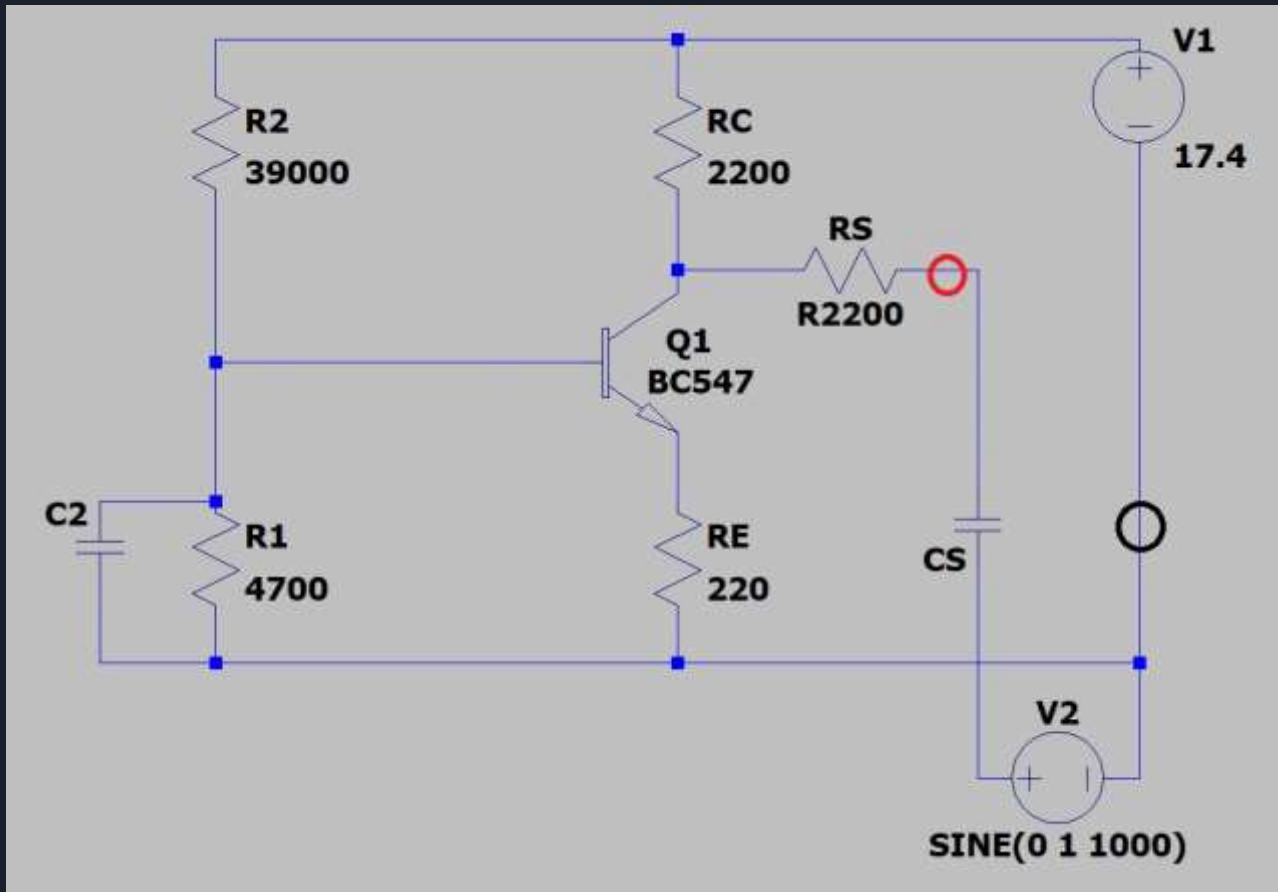 V1
17.4
R2
39000
RC
2200
RS
R2200
Q1
BC547
C2
R1
4700
RE
220
CS
V2
SINE(0 1 1000)